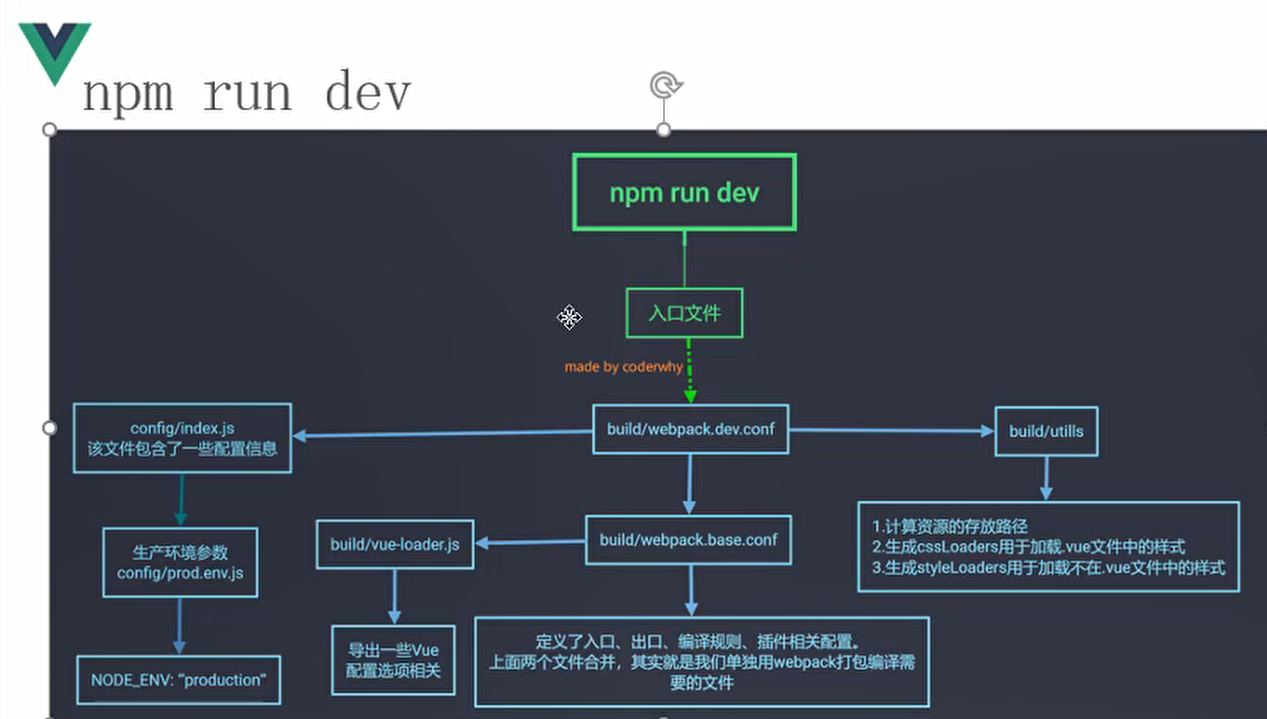 npm run dev
npm run dev
入口文件
made by coderwhy
config/index.js
该文件包含了一些配置信息
build/webpack.dev.conf
build/utills
生产环境参数
config/prod.env.js
build/vue-loader.js
build/webpack.base.conf
1.计算资源的存放路径
2.生成cssLoaders用于加载.vue文件中的样式
3.生成styleLoaders用于加载不在.vue文件中的样式
NODE_ENV: "production"
导出一些Vue
配置选项相关
定义了入口、出口、编译规则、插件相关配置。
上面两个文件合并，其实就是我们单独用webpack打包编译需
要的文件